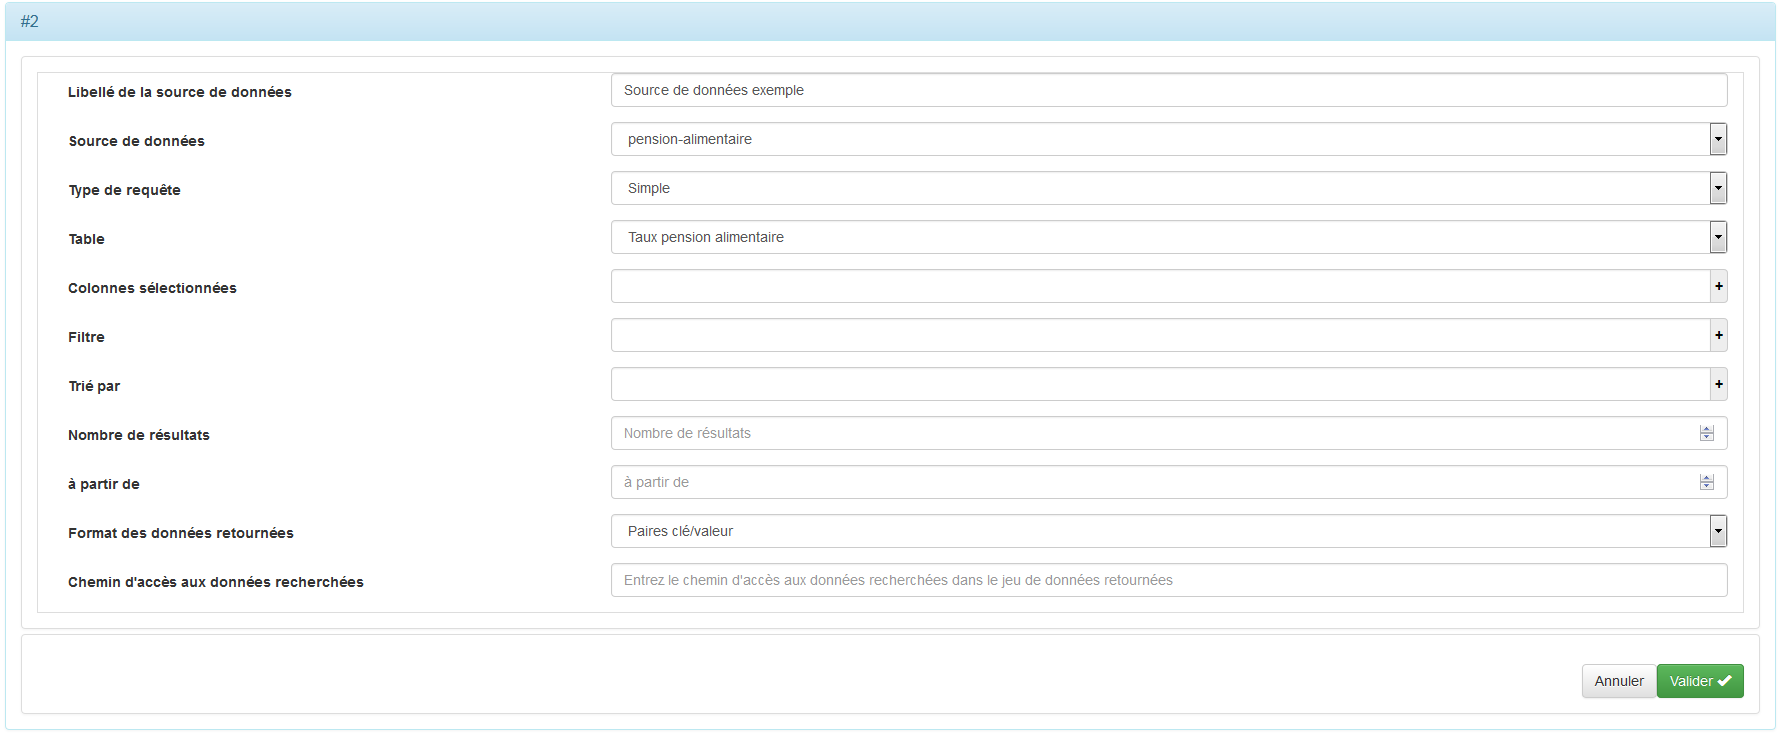 #2
Libellé de la source de données Source de données exemple
Source de données pension-alimentaire
Type de requête Simple
Table Taux pension alimentaire
Colonnes sélectionnées +
Filtre +
Trié par +
Nombre de résultats Nombre de résultats
à partir de à partir de
Format des données retournées Paires clé/valeur
Chemin d'accès aux données recherchées Entrez le chemin d'accès aux données recherchées dans le jeu de données retournées
Annuler Valider